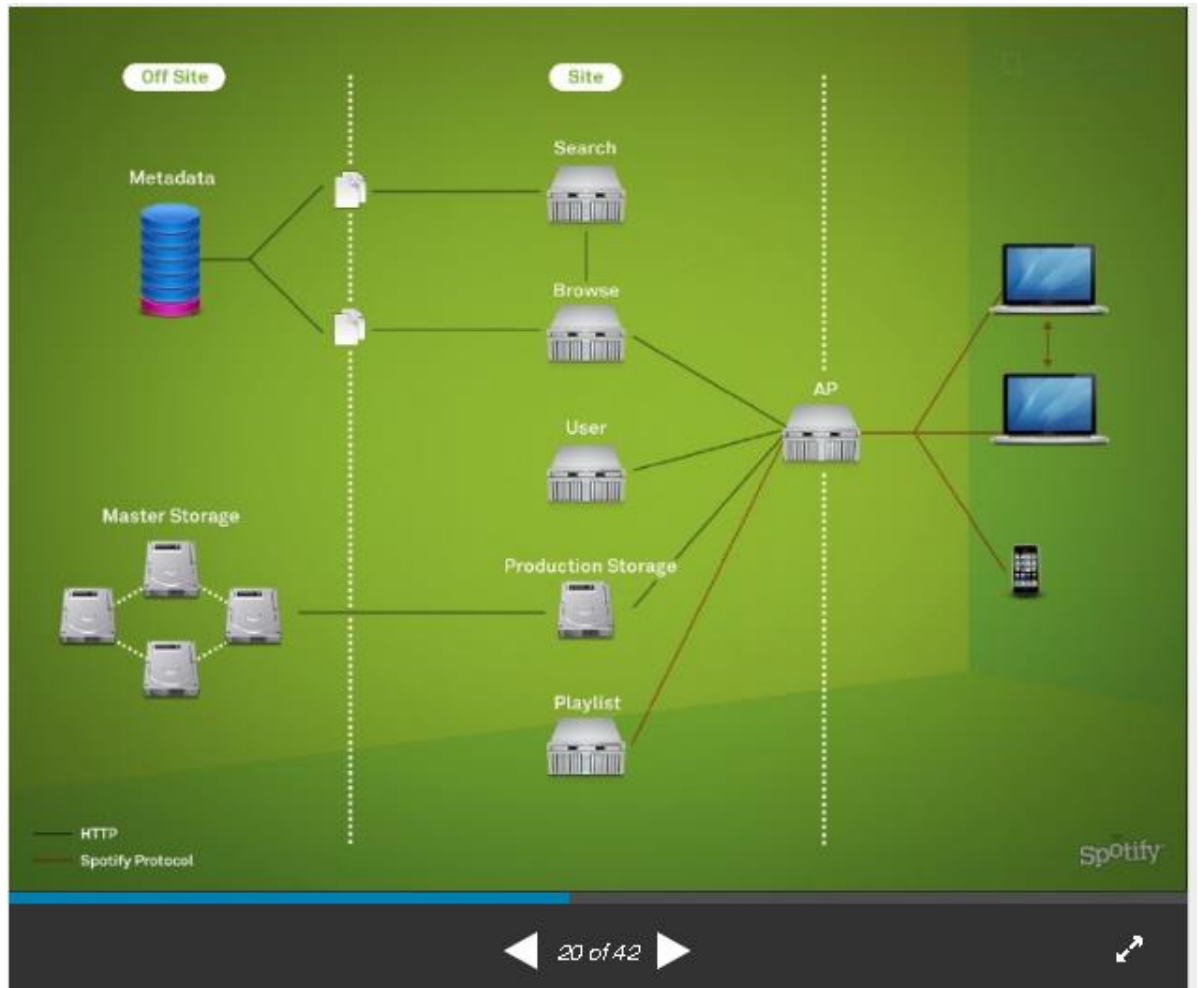 Off Site
Site
Search
Metadata
Browse
AP
User
Master Storage
Production Storage
Playlist
HTTP
Spotify Protocol
Spotify
20 of 42